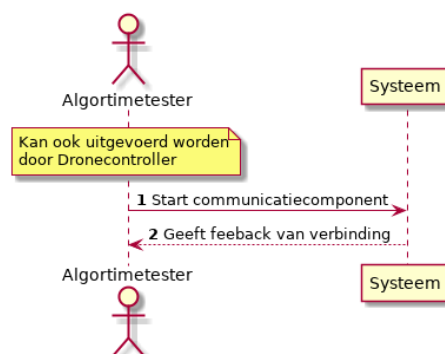 Algortimetester
Systeem
Kan ook uitgevoerd worden
door Dronecontroller
1 Start communicatiecomponent
2 Geeft feeback van verbinding
Algortimetester
Systeem